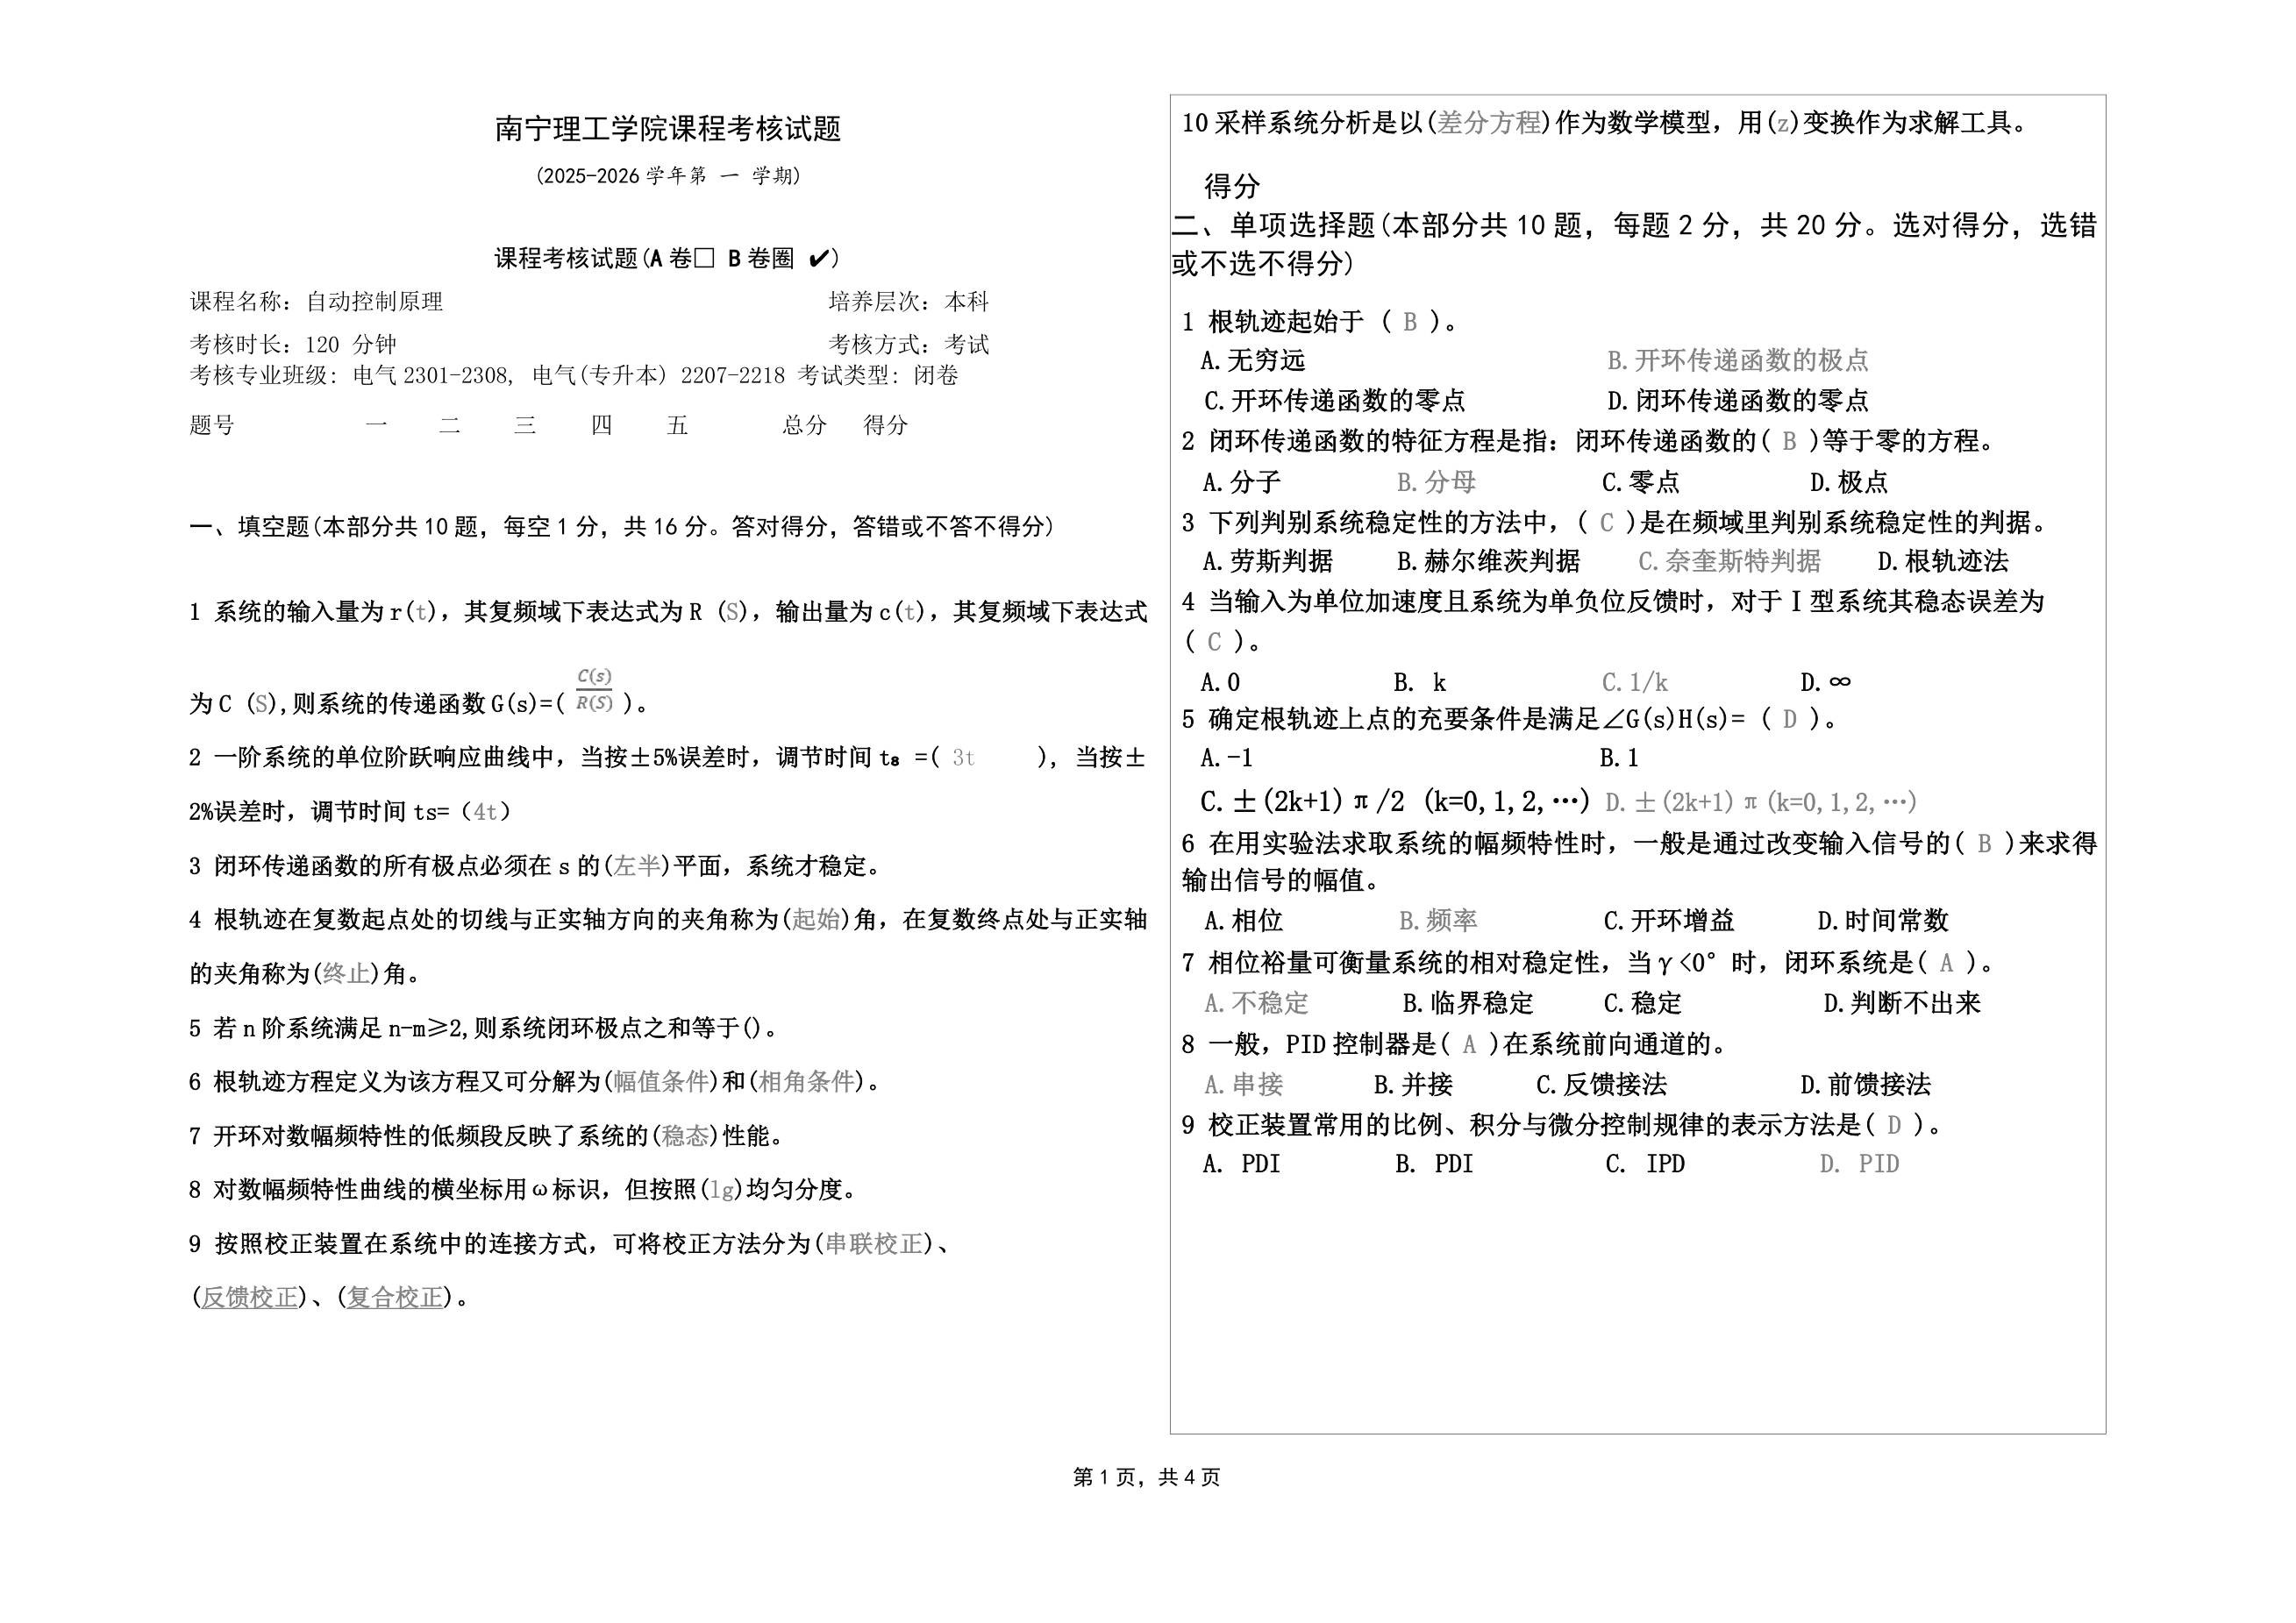 南宁理工学院课程考核试题
(2025-2026学年第 一 学期)
课程考核试题(A卷□ B卷圈 ✔)
课程名称: 自动控制原理 培养层次: 本科
考核时长: 120 分钟 考核方式: 考试
考核专业班级: 电气2301-2308, 电气(专升本) 2207-2218 考试类型: 闭卷
题号 一 二 三 四 五 总分 得分
一、填空题(本部分共10题, 每空1分, 共16分。答对得分, 答错或不答不得分)
1 系统的输入量为r(t), 其复频域下表达式为R (S), 输出量为c(t), 其复频域下表达式
为C (S),则系统的传递函数G(s)=( C(s)/R(S) )。
2 一阶系统的单位阶跃响应曲线中, 当按±5%误差时, 调节时间tₛ =( 3t ), 当按±
2%误差时, 调节时间ts=（4t）
3 闭环传递函数的所有极点必须在s的(左半)平面, 系统才稳定。
4 根轨迹在复数起点处的切线与正实轴方向的夹角称为(起始)角, 在复数终点处与正实轴
的夹角称为(终止)角。
5 若n阶系统满足n-m≥2,则系统闭环极点之和等于()。
6 根轨迹方程定义为该方程又可分解为(幅值条件)和(相角条件)。
7 开环对数幅频特性的低频段反映了系统的(稳态)性能。
8 对数幅频特性曲线的横坐标用ω标识, 但按照(lg)均匀分度。
9 按照校正装置在系统中的连接方式, 可将校正方法分为(串联校正)、
(反馈校正)、(复合校正)。
10采样系统分析是以(差分方程)作为数学模型, 用(z)变换作为求解工具。
得分
二、单项选择题(本部分共10题, 每题2分, 共20分。选对得分, 选错
或不选不得分)
1 根轨迹起始于 ( B )。
A.无穷远 B.开环传递函数的极点
C.开环传递函数的零点 D.闭环传递函数的零点
2 闭环传递函数的特征方程是指: 闭环传递函数的( B )等于零的方程。
A.分子 B.分母 C.零点 D.极点
3 下列判别系统稳定性的方法中, ( C )是在频域里判别系统稳定性的判据。
A.劳斯判据 B.赫尔维茨判据 C.奈奎斯特判据 D.根轨迹法
4 当输入为单位加速度且系统为单负位反馈时, 对于Ⅰ型系统其稳态误差为
( C )。
A.0 B. k C.1/k D.∞
5 确定根轨迹上点的充要条件是满足∠G(s)H(s)= ( D )。
A.-1 B.1
C.±(2k+1)π/2 (k=0,1,2,…) D.±(2k+1)π(k=0,1,2,…)
6 在用实验法求取系统的幅频特性时, 一般是通过改变输入信号的( B )来求得
输出信号的幅值。
A.相位 B.频率 C.开环增益 D.时间常数
7 相位裕量可衡量系统的相对稳定性, 当γ<0° 时, 闭环系统是( A )。
A.不稳定 B.临界稳定 C.稳定 D.判断不出来
8 一般, PID控制器是( A )在系统前向通道的。
A.串接 B.并接 C.反馈接法 D.前馈接法
9 校正装置常用的比例、积分与微分控制规律的表示方法是( D )。
A. PDI B. PDI C. IPD D. PID
第1页, 共4页